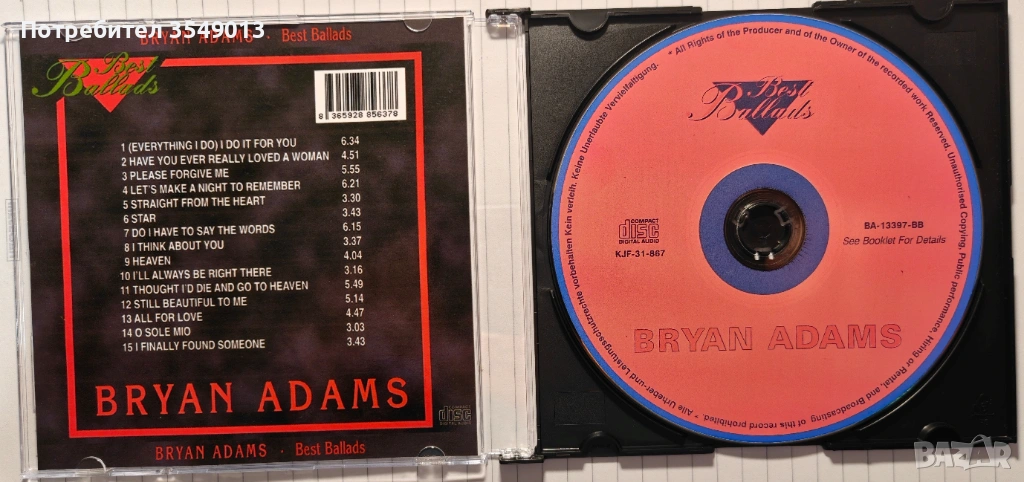 Потребител 3549013
BRYAN ADAMS · Best Ballads
Best
Ballads
8 365928 856378
1 (EVERYTHING I DO) I DO IT FOR YOU 6.34
2 HAVE YOU EVER REALLY LOVED A WOMAN 4.51
3 PLEASE FORGIVE ME 5.55
4 LET'S MAKE A NIGHT TO REMEMBER 6.21
5 STRAIGHT FROM THE HEART 3.30
6 STAR 3.43
7 DO I HAVE TO SAY THE WORDS 6.15
8 I THINK ABOUT YOU 3.37
9 HEAVEN 4.04
10 I'LL ALWAYS BE RIGHT THERE 3.16
11 THOUGHT I'D DIE AND GO TO HEAVEN 5.49
12 STILL BEAUTIFUL TO ME 5.14
13 ALL FOR LOVE 4.47
14 O SOLE MIO 3.03
15 I FINALLY FOUND SOMEONE 3.43
BRYAN ADAMS
COMPACT
disc
DIGITAL AUDIO
BRYAN ADAMS · Best Ballads
* All Rights of the Producer and of the Owner of the recorded work Reserved. Unauthorised Copying, Public performance, Hiring or Rental, and Broadcasting of this record prohibited. * Alle Urheber-und Leistungsschutzrechte vorbehalten Kein verleih. Keine Unerlaubte Vervielfaltigung.
Best
Ballads
COMPACT
disc
DIGITAL AUDIO
KJF-31-867
BA-13397-BB
See Booklet For Details
BRYAN ADAMS
BAZAR